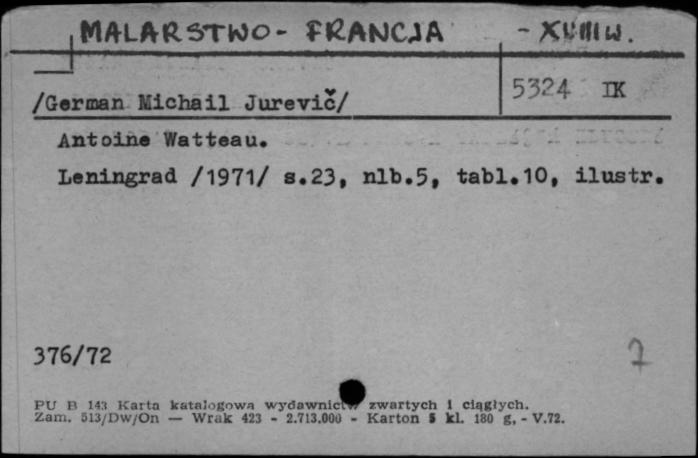 MALARSTWO - FRANCJA - XVIII W.
5324 IK
/German Michail Jurevič/
Antoine Watteau.
Leningrad /1971/ s.23, nlb.5, tabl.10, ilustr.
376/72
7
PU B 143 Karta katalogowa wydawnictw zwartych i ciągłych.
Zam. 513/Dw/On — Wrak 423 - 2.713.000 - Karton 5 kl. 180 g, - V.72.